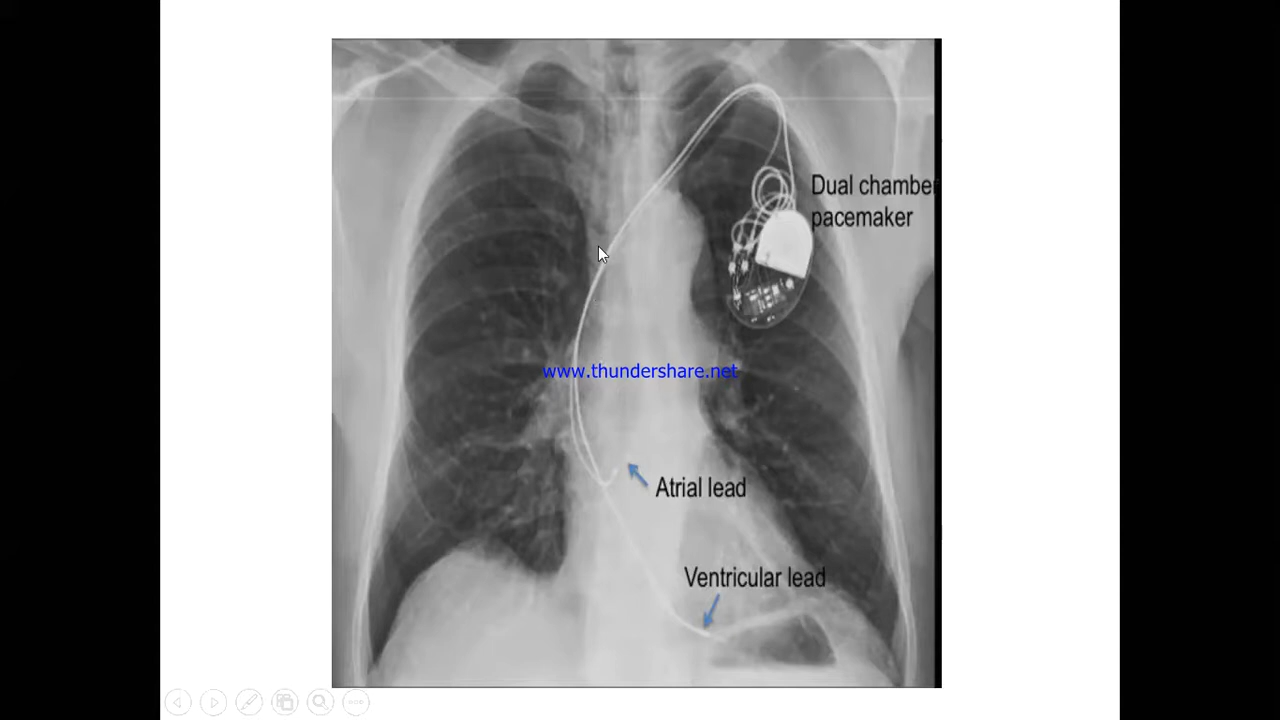 Dual chamber
pacemaker
www.thundershare.net
Atrial lead
Ventricular lead